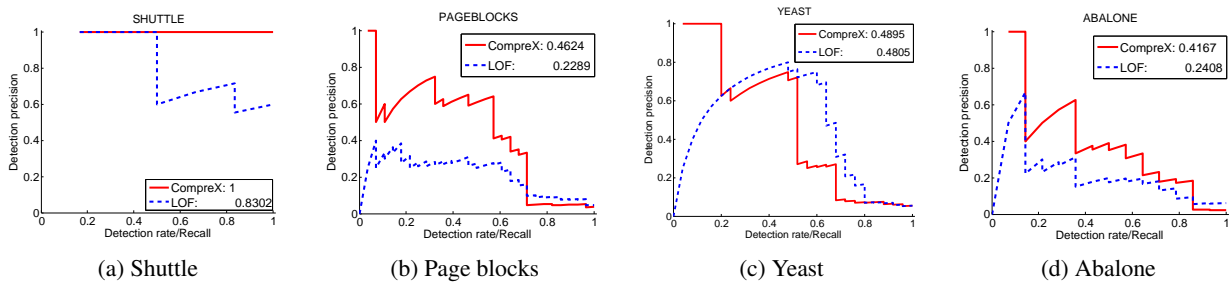 SHUTTLE
Detection precision
1
0.8
0.6
0.4
0.2
0
CompreX: 1
LOF: 0.8302
0 0.2 0.4 0.6 0.8 1
Detection rate/Recall
(a) Shuttle
PAGEBLOCKS
Detection precision
1
0.8
0.6
0.4
0.2
0
CompreX: 0.4624
LOF: 0.2289
0 0.2 0.4 0.6 0.8 1
Detection rate/Recall
(b) Page blocks
YEAST
Detection precision
1
0.8
0.6
0.4
0.2
0
CompreX: 0.4895
LOF: 0.4805
0 0.2 0.4 0.6 0.8 1
Detection rate/Recall
(c) Yeast
ABALONE
Detection precision
1
0.8
0.6
0.4
0.2
0
CompreX: 0.4167
LOF: 0.2408
0 0.2 0.4 0.6 0.8 1
Detection rate/Recall
(d) Abalone